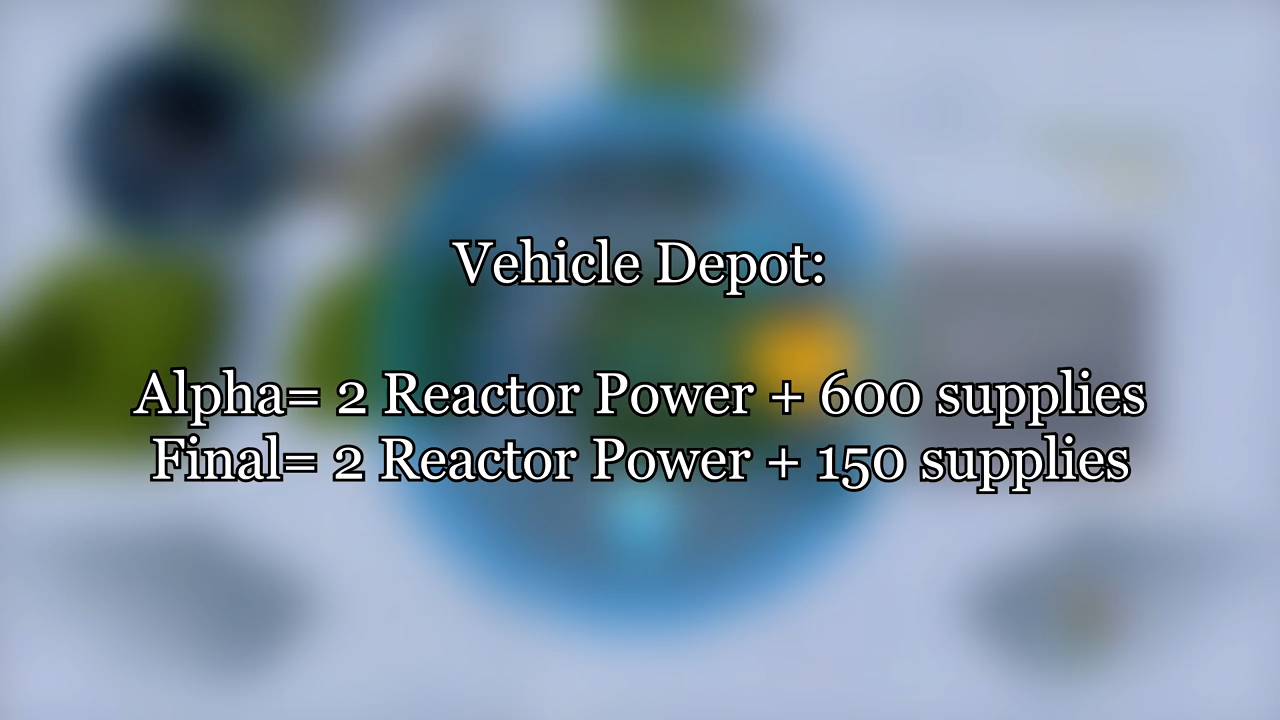 Vehicle Depot:
Alpha= 2 Reactor Power + 600 supplies
Final= 2 Reactor Power + 150 supplies